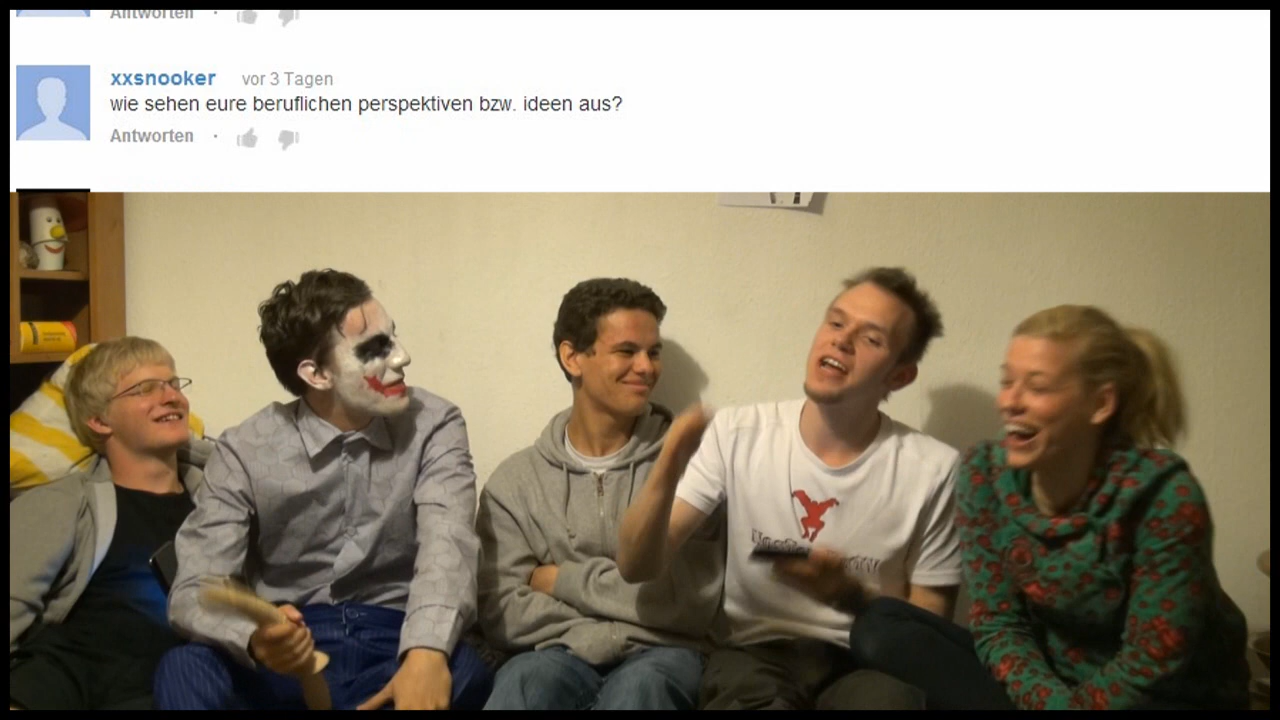 Antworten ·
xxsnooker vor 3 Tagen
wie sehen eure beruflichen perspektiven bzw. ideen aus?
Antworten ·